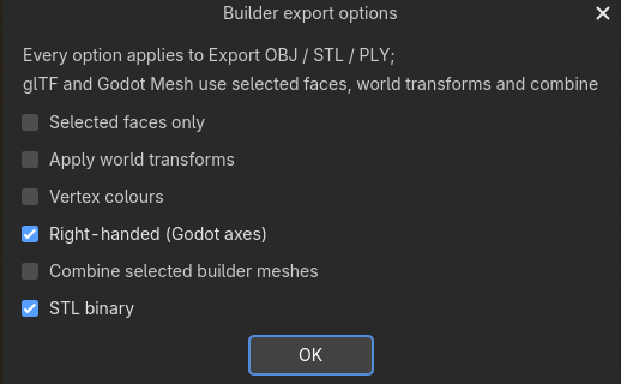 Builder export options
Every option applies to Export OBJ / STL / PLY;
glTF and Godot Mesh use selected faces, world transforms and combine
Selected faces only
Apply world transforms
Vertex colours
Right-handed (Godot axes)
Combine selected builder meshes
STL binary
OK